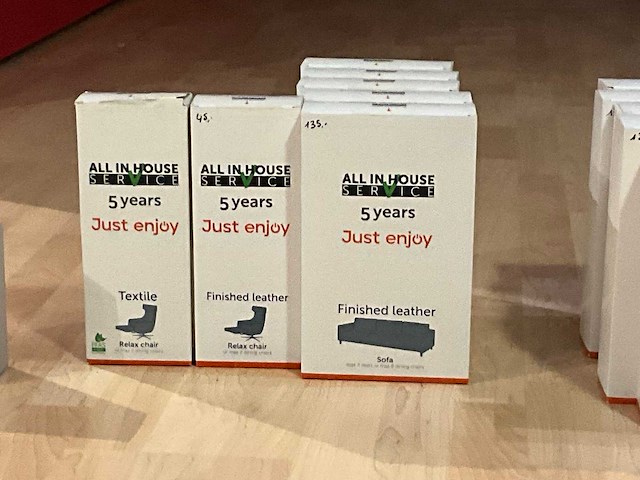 ALL IN HOUSE
SERVICE
5 years
Just enjoy
Textile
Relax chair
45,-
ALL IN HOUSE
SERVICE
5 years
Just enjoy
Finished leather
Relax chair
135,-
ALL IN HOUSE
SERVICE
5 years
Just enjoy
Finished leather
Sofa